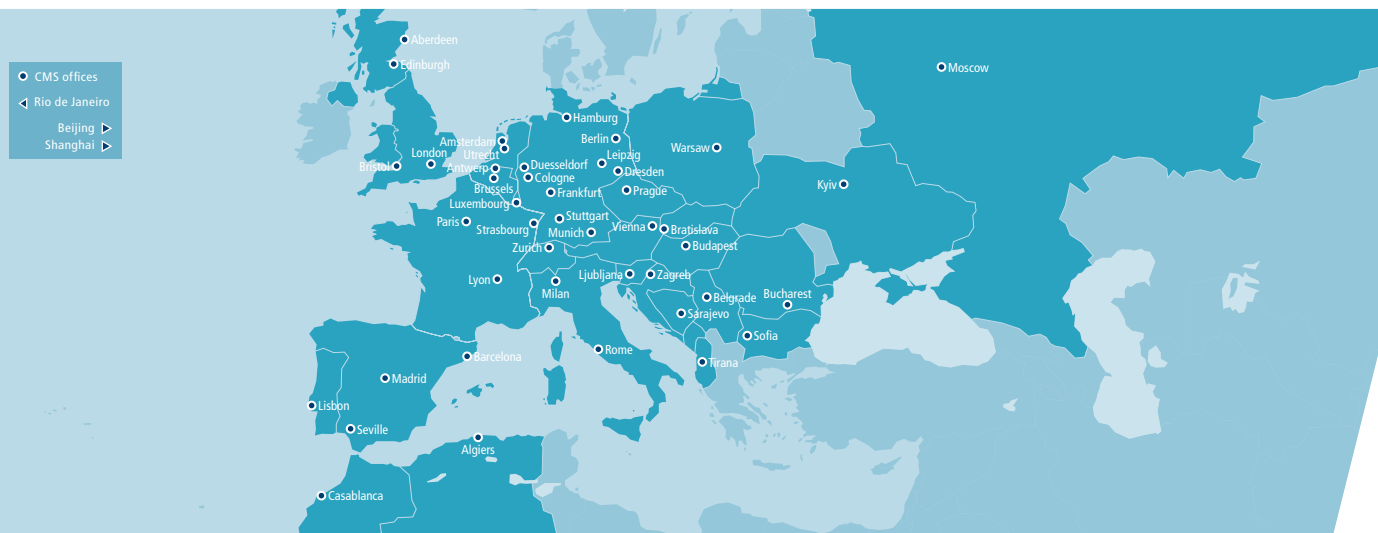 Aberdeen
Edinburgh
Moscow
CMS offices
Rio de Janeiro
Beijing
Shanghai
Hamburg
Amsterdam
Berlin
Utrecht
Warsaw
London
Leipzig
Bristol
Antwerp
Duesseldorf
Dresden
Cologne
Brussels
Kyiv
Frankfurt
Prague
Luxembourg
Paris
Stuttgart
Strasbourg
Munich
Vienna
Bratislava
Zurich
Budapest
Lyon
Milan
Ljubljana
Zagreb
Belgrade
Bucharest
Sarajevo
Sofia
Rome
Barcelona
Tirana
Madrid
Lisbon
Seville
Algiers
Casablanca